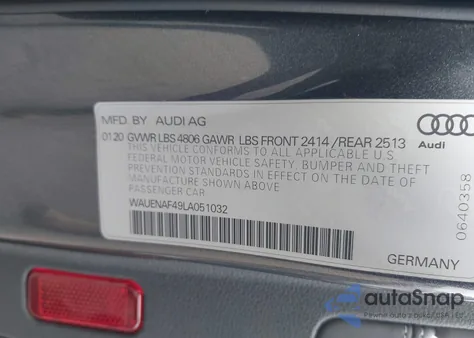 MFD. BY AUDI AG
0120 GVWR LBS 4806 GAWR LBS FRONT 2414 / REAR 2513
THIS VEHICLE CONFORMS TO ALL APPLICABLE U.S.
FEDERAL MOTOR VEHICLE SAFETY, BUMPER AND THEFT
PREVENTION STANDARDS IN EFFECT ON THE DATE OF
MANUFACTURE SHOWN ABOVE.
PASSENGER CAR
WAUENAF49LA051032
Audi
0640358
GERMANY
autoSnap